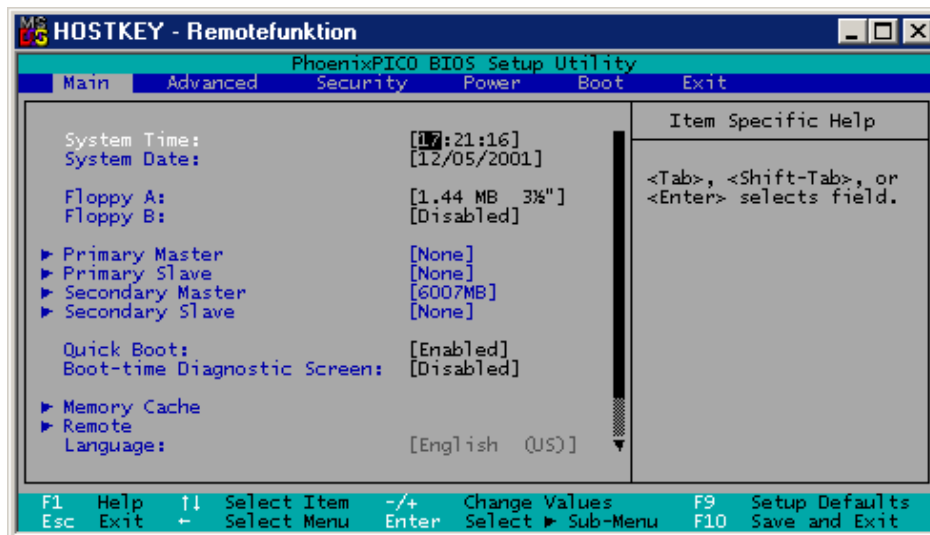 MS DOS HOSTKEY - Remotefunktion
PhoenixPICO BIOS Setup Utility
Main Advanced Security Power Boot Exit
Item Specific Help
System Time: [17:21:16]
System Date: [12/05/2001]
<Tab>, <Shift-Tab>, or
<Enter> selects field.
Floppy A: [1.44 MB 3½"]
Floppy B: [Disabled]
► Primary Master [None]
► Primary Slave [None]
► Secondary Master [6007MB]
► Secondary Slave [None]
Quick Boot: [Enabled]
Boot-time Diagnostic Screen: [Disabled]
► Memory Cache
► Remote
Language: [English (US)]
F1 Help ↑↓ Select Item -/+ Change Values F9 Setup Defaults
Esc Exit ← Select Menu Enter Select ► Sub-Menu F10 Save and Exit